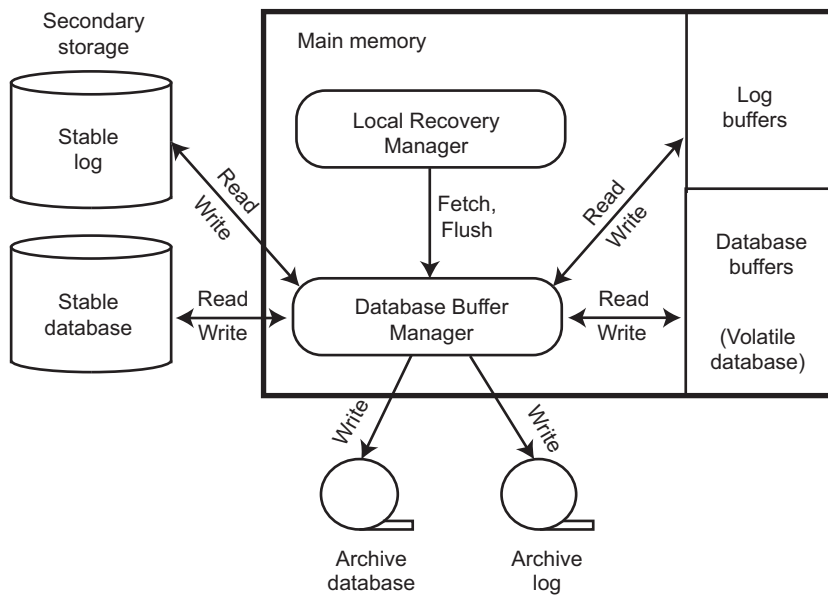 Secondary
storage
Main memory
Stable
log
Local Recovery
Manager
Log
buffers
Read
Write
Fetch,
Flush
Read
Write
Stable
database
Read
Write
Database Buffer
Manager
Read
Write
Database
buffers
(Volatile
database)
Write
Write
Archive
database
Archive
log